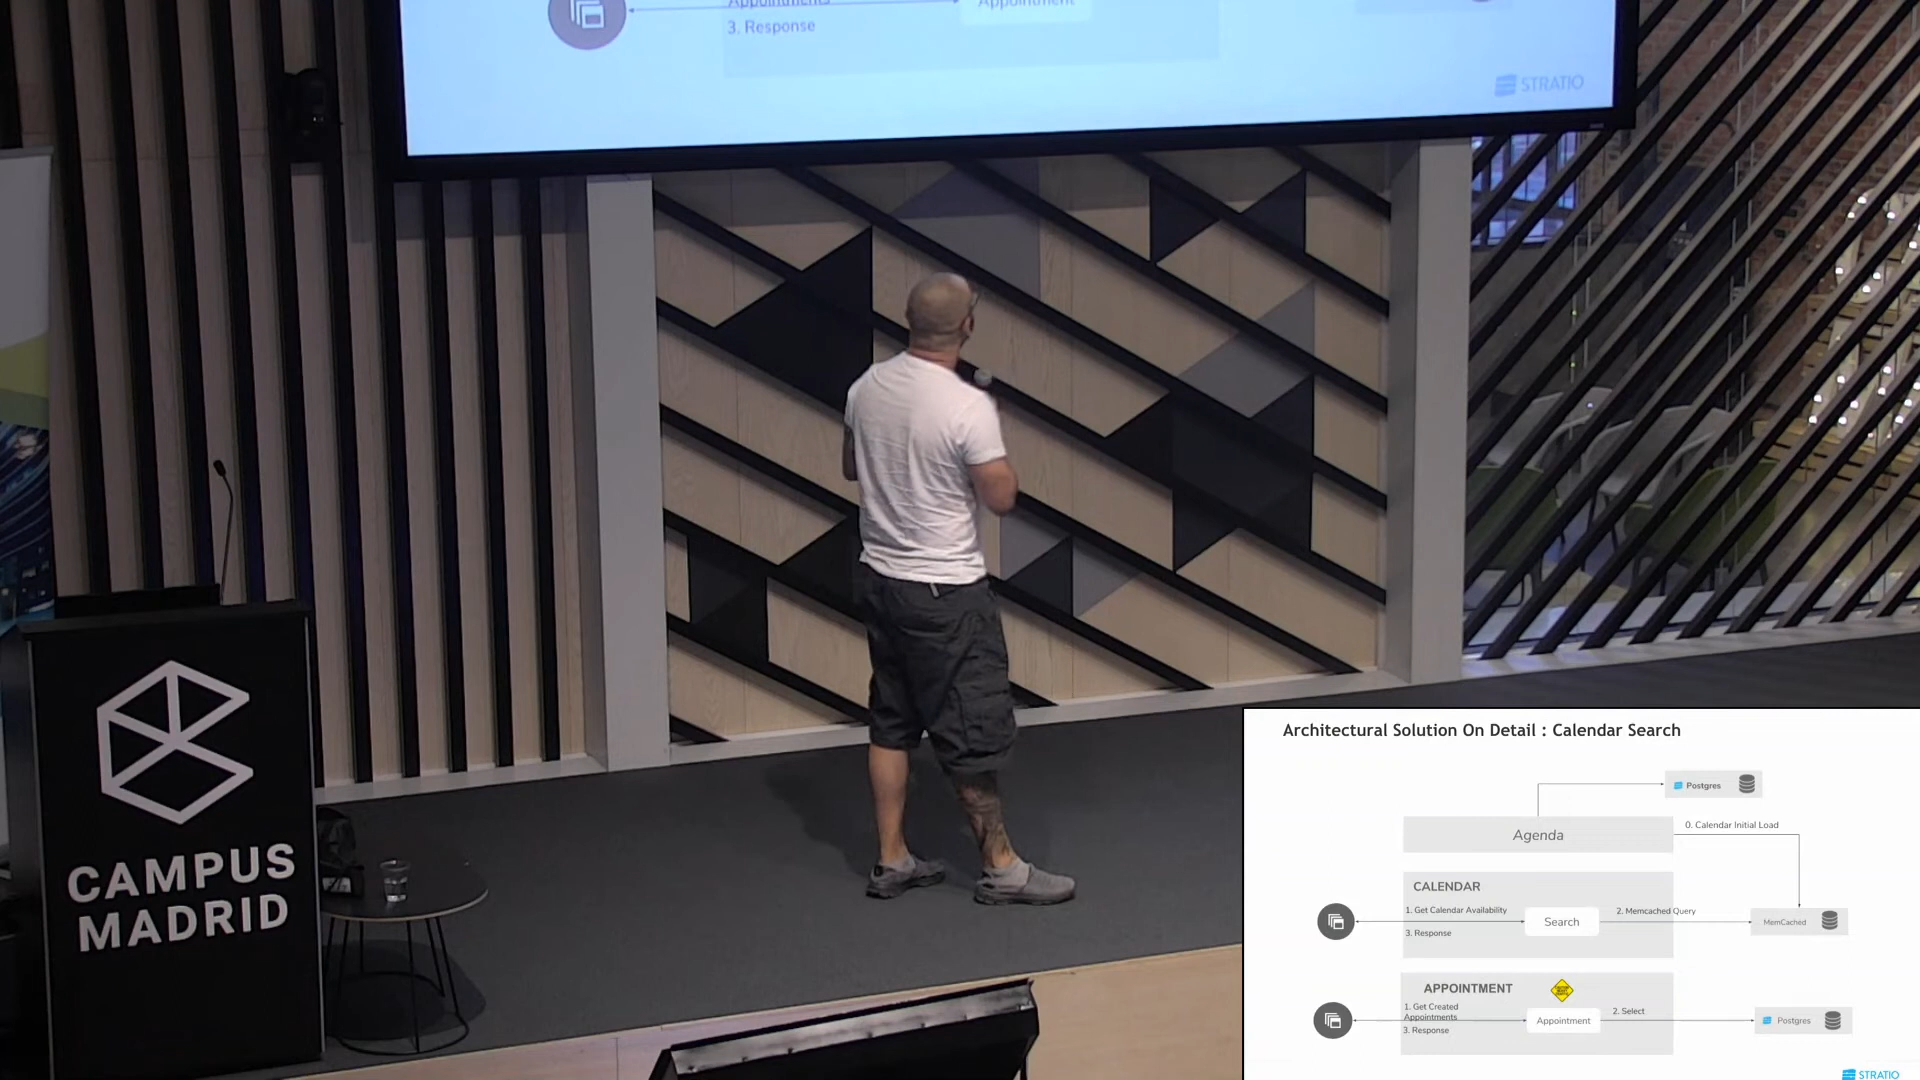 Appointments
Appointment
3. Response
STRATIO
CAMPUS
MADRID
Architectural Solution On Detail : Calendar Search
Postgres
Agenda
0. Calendar Initial Load
CALENDAR
1. Get Calendar Availability
Search
2. Memcached Query
MemCached
3. Response
APPOINTMENT
1. Get Created
Appointments
2. Select
Appointment
Postgres
3. Response
STRATIO